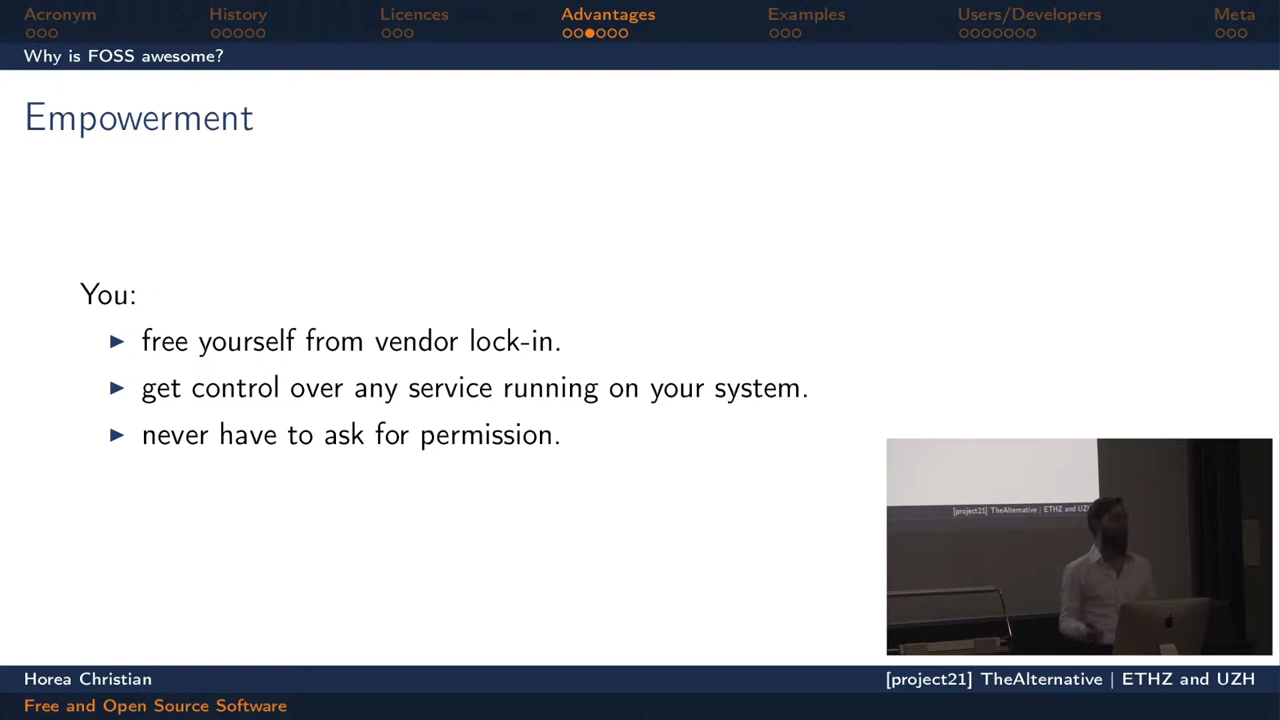 Acronym History Licences Advantages Examples Users/Developers Meta
Why is FOSS awesome?
Empowerment
You:
free yourself from vendor lock-in.
get control over any service running on your system.
never have to ask for permission.
[project21] TheAlternative | ETHZ and UZH
Horea Christian [project21] TheAlternative | ETHZ and UZH
Free and Open Source Software